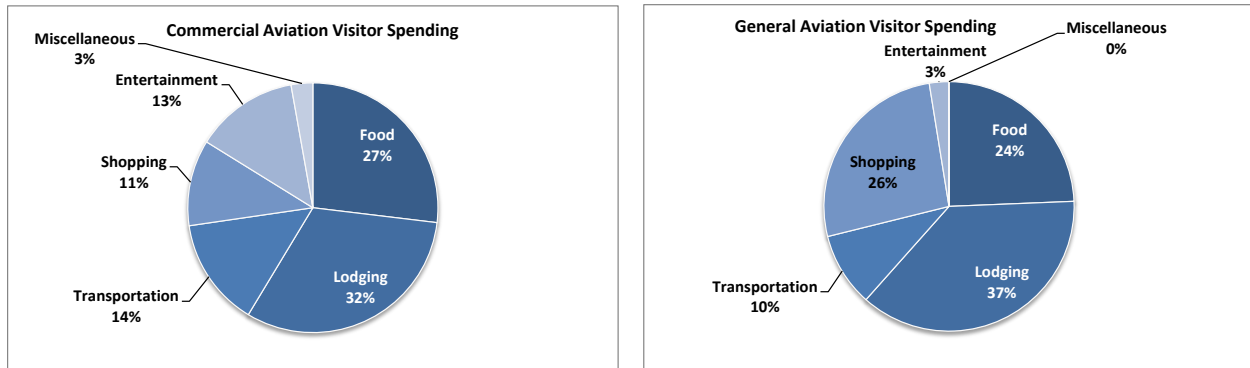 Commercial Aviation Visitor Spending
Miscellaneous
3%
Entertainment
13%
Shopping
11%
Transportation
14%
Food
27%
Lodging
32%
General Aviation Visitor Spending
Miscellaneous
0%
Entertainment
3%
Shopping
26%
Transportation
10%
Food
24%
Lodging
37%